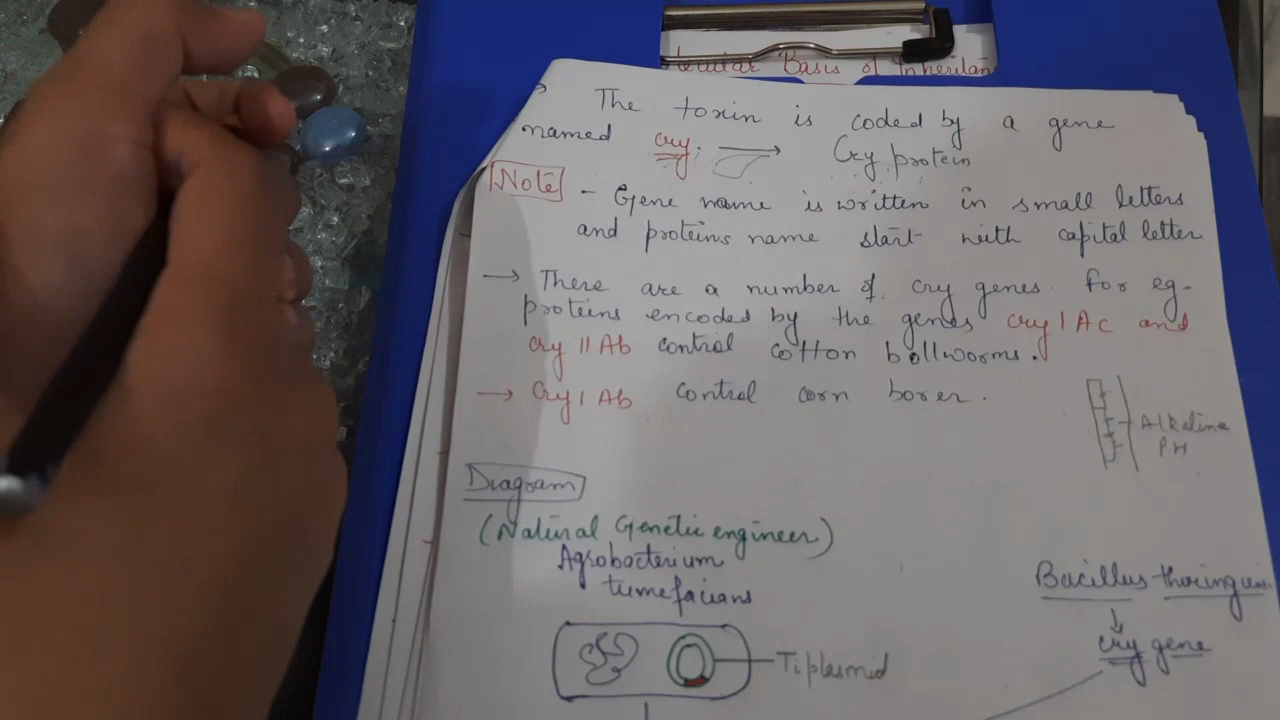 Basis of Inheritan
→ The toxin is coded by a gene
named cry. → Cry protein
Note - Gene name is written in small letters
and proteins name start with capital letter
→ There are a number of cry genes. for eg-
proteins encoded by the genes cry I Ac and
cry II Ab control cotton bollworms.
→ Cry I Ab control corn borer.
Alkaline
PH
Diagram
(Natural Genetic engineer)
Agrobacterium
tumefacians
Bacillus
cry gene
Ti plasmid